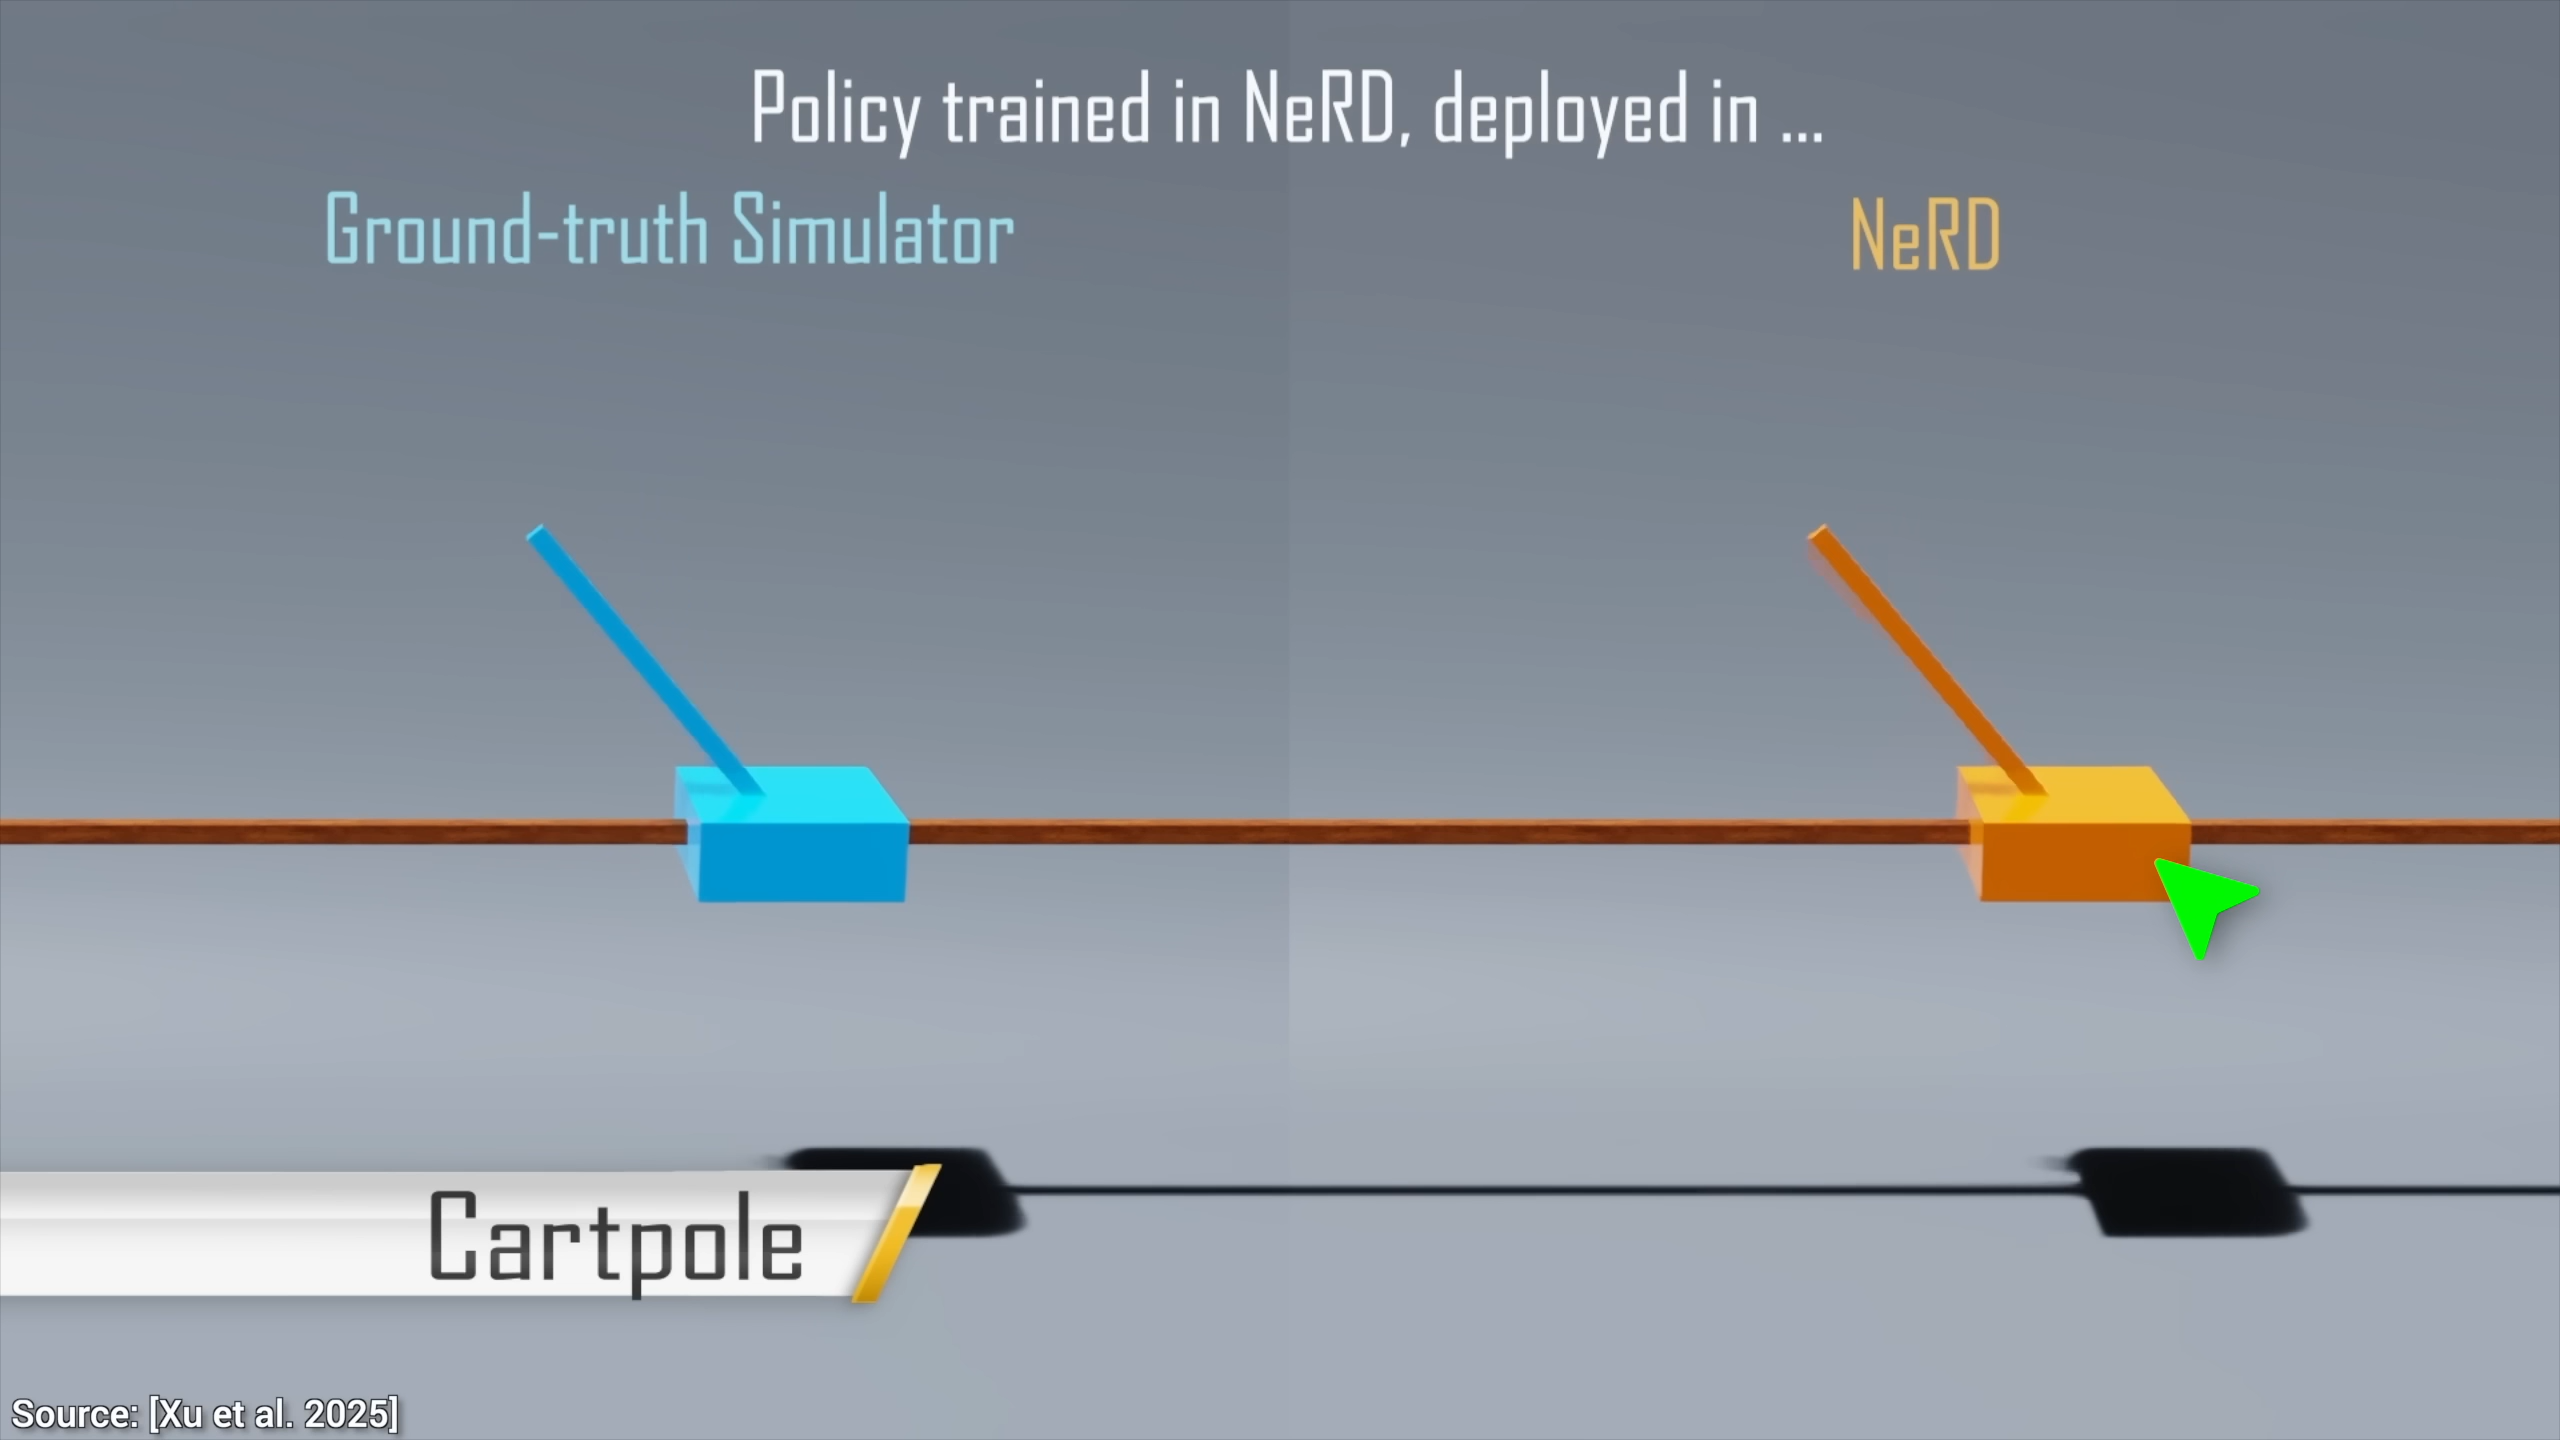 Policy trained in NeRD, deployed in ...
Ground-truth Simulator
NeRD
Cartpole
Source: [Xu et al. 2025]